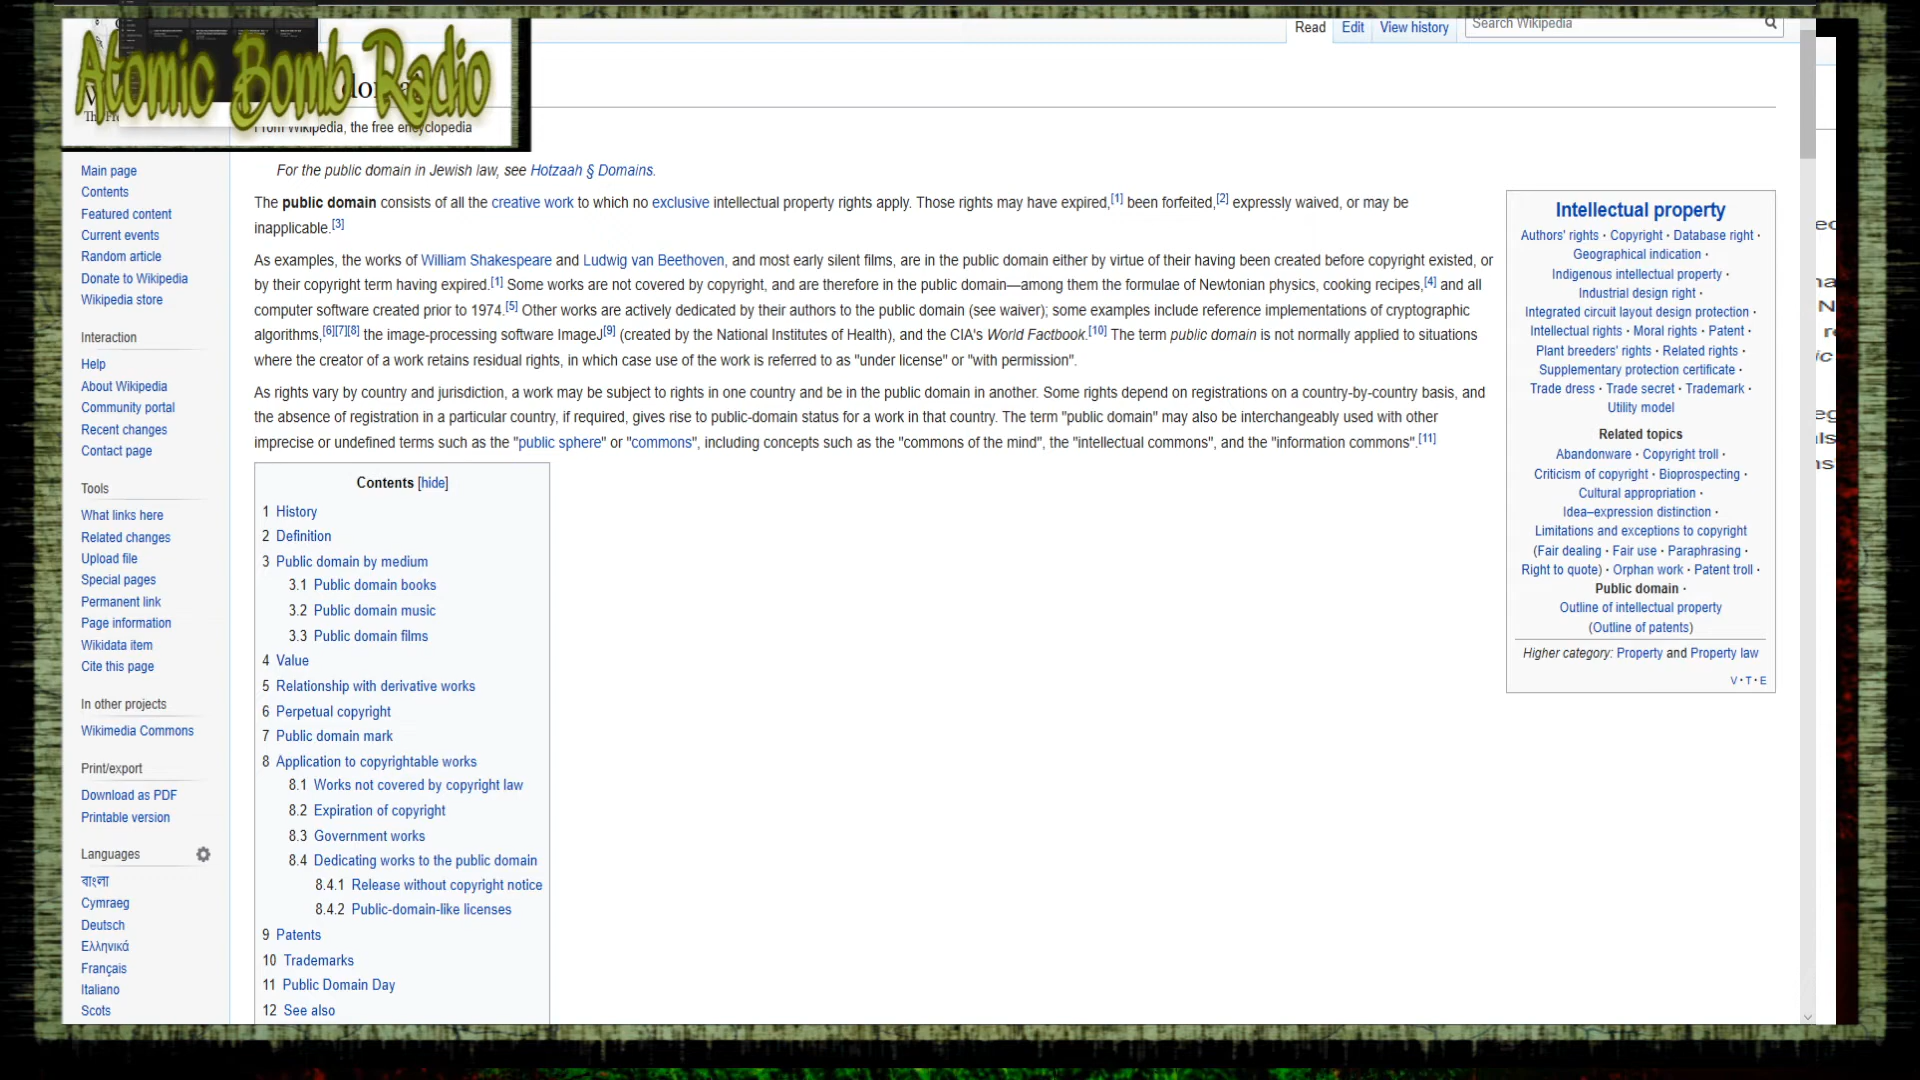 Atomic Bomb Radio
Read Edit View history Search Wikipedia
From Wikipedia, the free encyclopedia
For the public domain in Jewish law, see Hotzaah § Domains.
The public domain consists of all the creative work to which no exclusive intellectual property rights apply. Those rights may have expired,[1] been forfeited,[2] expressly waived, or may be
inapplicable.[3]
As examples, the works of William Shakespeare and Ludwig van Beethoven, and most early silent films, are in the public domain either by virtue of their having been created before copyright existed, or
by their copyright term having expired.[1] Some works are not covered by copyright, and are therefore in the public domain—among them the formulae of Newtonian physics, cooking recipes,[4] and all
computer software created prior to 1974.[5] Other works are actively dedicated by their authors to the public domain (see waiver); some examples include reference implementations of cryptographic
algorithms,[6][7][8] the image-processing software ImageJ[9] (created by the National Institutes of Health), and the CIA's World Factbook.[10] The term public domain is not normally applied to situations
where the creator of a work retains residual rights, in which case use of the work is referred to as "under license" or "with permission".
As rights vary by country and jurisdiction, a work may be subject to rights in one country and be in the public domain in another. Some rights depend on registrations on a country-by-country basis, and
the absence of registration in a particular country, if required, gives rise to public-domain status for a work in that country. The term "public domain" may also be interchangeably used with other
imprecise or undefined terms such as the "public sphere" or "commons", including concepts such as the "commons of the mind", the "intellectual commons", and the "information commons".[11]
Contents [hide]
1 History
2 Definition
3 Public domain by medium
3.1 Public domain books
3.2 Public domain music
3.3 Public domain films
4 Value
5 Relationship with derivative works
6 Perpetual copyright
7 Public domain mark
8 Application to copyrightable works
8.1 Works not covered by copyright law
8.2 Expiration of copyright
8.3 Government works
8.4 Dedicating works to the public domain
8.4.1 Release without copyright notice
8.4.2 Public-domain-like licenses
9 Patents
10 Trademarks
11 Public Domain Day
12 See also
Main page
Contents
Featured content
Current events
Random article
Donate to Wikipedia
Wikipedia store
Interaction
Help
About Wikipedia
Community portal
Recent changes
Contact page
Tools
What links here
Related changes
Upload file
Special pages
Permanent link
Page information
Wikidata item
Cite this page
In other projects
Wikimedia Commons
Print/export
Download as PDF
Printable version
Languages
বাংলা
Cymraeg
Deutsch
Ελληνικά
Français
Italiano
Scots
Intellectual property
Authors' rights · Copyright · Database right ·
Geographical indication ·
Indigenous intellectual property ·
Industrial design right ·
Integrated circuit layout design protection ·
Intellectual rights · Moral rights · Patent ·
Plant breeders' rights · Related rights ·
Supplementary protection certificate ·
Trade dress · Trade secret · Trademark ·
Utility model
Related topics
Abandonware · Copyright troll ·
Criticism of copyright · Bioprospecting ·
Cultural appropriation ·
Idea–expression distinction ·
Limitations and exceptions to copyright
(Fair dealing · Fair use · Paraphrasing ·
Right to quote) · Orphan work · Patent troll ·
Public domain ·
Outline of intellectual property
(Outline of patents)
Higher category: Property and Property law
V · T · E